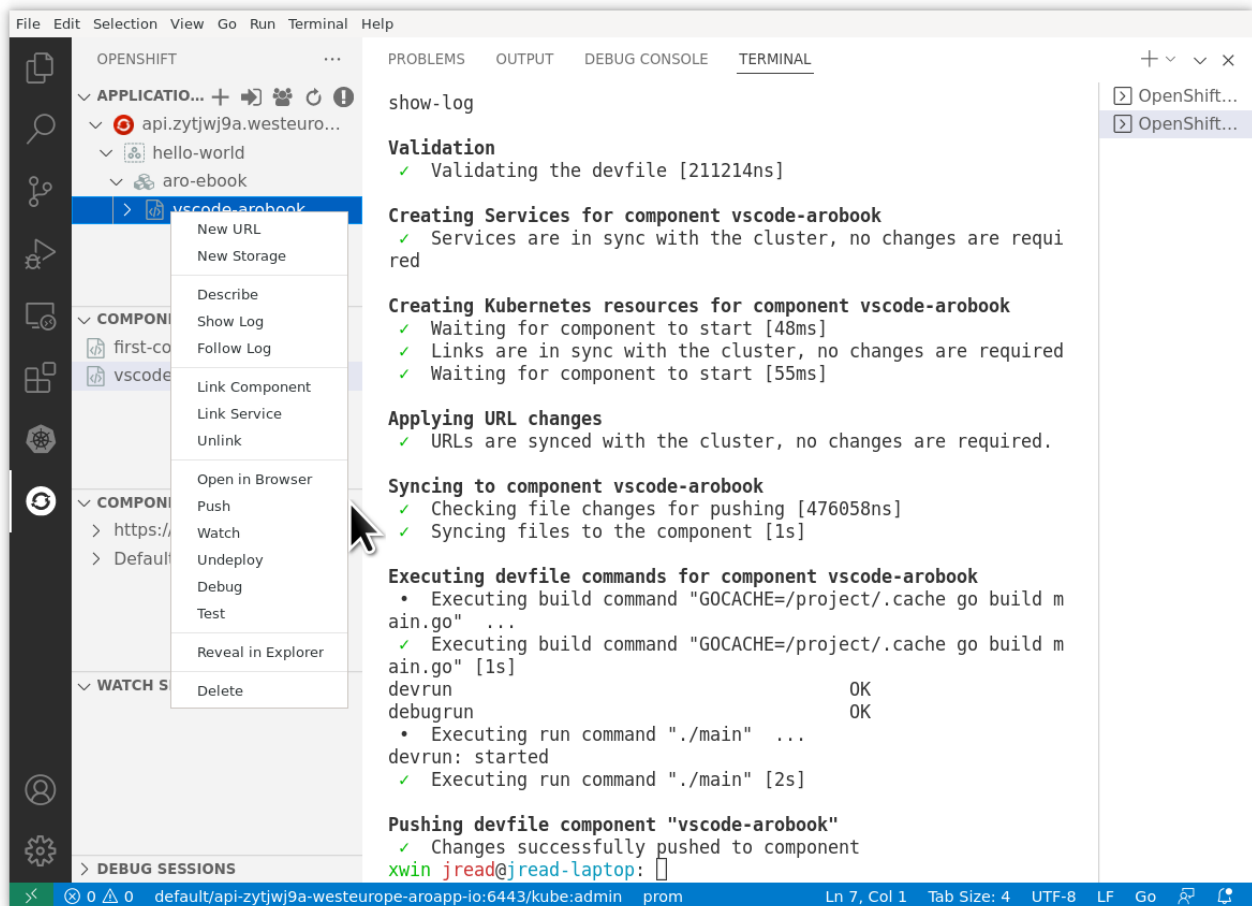 File Edit Selection View Go Run Terminal Help
OPENSHIFT ...
APPLICATIO...
api.zytjwj9a.westeuro...
hello-world
aro-ebook
vscode-arobook
New URL
New Storage
Describe
Show Log
Follow Log
Link Component
Link Service
Unlink
Open in Browser
Push
Watch
Undeploy
Debug
Test
Reveal in Explorer
Delete
COMPON
first-co
vscode
COMPON
https:/
Default
WATCH S
DEBUG SESSIONS
PROBLEMS OUTPUT DEBUG CONSOLE TERMINAL
show-log
Validation
✓ Validating the devfile [211214ns]
Creating Services for component vscode-arobook
✓ Services are in sync with the cluster, no changes are requi
red
Creating Kubernetes resources for component vscode-arobook
✓ Waiting for component to start [48ms]
✓ Links are in sync with the cluster, no changes are required
✓ Waiting for component to start [55ms]
Applying URL changes
✓ URLs are synced with the cluster, no changes are required.
Syncing to component vscode-arobook
✓ Checking file changes for pushing [476058ns]
✓ Syncing files to the component [1s]
Executing devfile commands for component vscode-arobook
• Executing build command "GOCACHE=/project/.cache go build m
ain.go" ...
✓ Executing build command "GOCACHE=/project/.cache go build m
ain.go" [1s]
devrun OK
debugrun OK
• Executing run command "./main" ...
devrun: started
✓ Executing run command "./main" [2s]
Pushing devfile component "vscode-arobook"
✓ Changes successfully pushed to component
xwin jread@jread-laptop:
OpenShift...
OpenShift...
0 0 default/api-zytjwj9a-westeurope-aroapp-io:6443/kube:admin prom Ln 7, Col 1 Tab Size: 4 UTF-8 LF Go